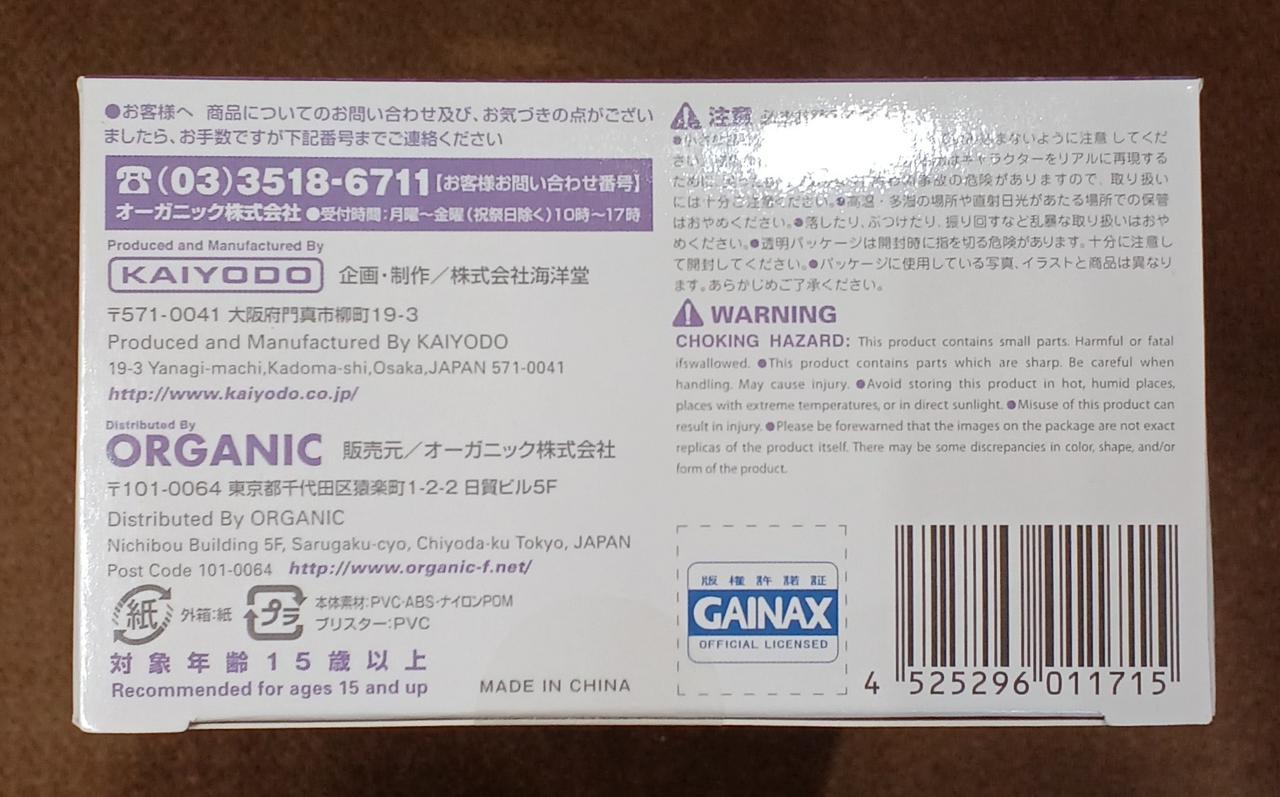 ●お客様へ 商品についてのお問い合わせ及び、お気づきの点がござい
ましたら、お手数ですが下記番号までご連絡ください
☎(03)3518-6711【お客様お問い合わせ番号】
オーガニック株式会社 ●受付時間：月曜〜金曜（祝祭日除く）10時〜17時
Produced and Manufactured By
KAIYODO 企画・制作／株式会社海洋堂
〒571-0041 大阪府門真市柳町19-3
Produced and Manufactured By KAIYODO
19-3 Yanagi-machi,Kadoma-shi,Osaka,JAPAN 571-0041
http://www.kaiyodo.co.jp/
Distributed By
ORGANIC 販売元／オーガニック株式会社
〒101-0064 東京都千代田区猿楽町1-2-2 日貿ビル5F
Distributed By ORGANIC
Nichibou Building 5F, Sarugaku-cyo, Chiyoda-ku Tokyo, JAPAN
Post Code 101-0064 http://www.organic-f.net/
紙 外箱:紙 プラ 本体素材:PVC・ABS・ナイロンPOM
ブリスター:PVC
対象年齢15歳以上
Recommended for ages 15 and up MADE IN CHINA
注意
まないように注意してくだ
さい。 はキャラクターをリアルに再現する
ために、 事故の危険がありますので、取り扱い
には十分ご注意ください。●高温・多湿の場所や直射日光があたる場所での保管
はおやめください。●落したり、ぶつけたり、振り回すなど乱暴な取り扱いはおや
めください。●透明パッケージは開封時に指を切る危険があります。十分に注意し
て開封してください。●パッケージに使用している写真、イラストと商品は異なり
ます。あらかじめご了承ください。
WARNING
CHOKING HAZARD: This product contains small parts. Harmful or fatal
ifswallowed. ●This product contains parts which are sharp. Be careful when
handling. May cause injury. ●Avoid storing this product in hot, humid places,
places with extreme temperatures, or in direct sunlight. ●Misuse of this product can
result in injury. ●Please be forewarned that the images on the package are not exact
replicas of the product itself. There may be some discrepancies in color, shape, and/or
form of the product.
版権許諾証
GAINAX
OFFICIAL LICENSED
4 525296 011715